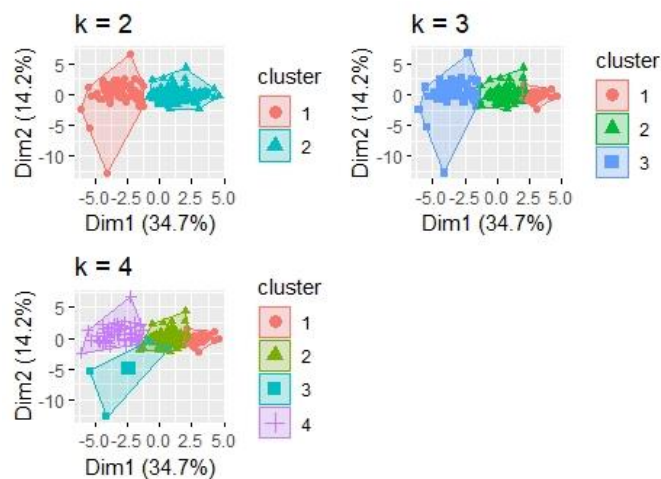 k = 2
Dim2 (14.2%)
5
0
-5
-10
-5.0 -2.5 0.0 2.5 5.0
Dim1 (34.7%)
cluster
1
2
k = 3
Dim2 (14.2%)
5
0
-5
-10
-5.0 -2.5 0.0 2.5 5.0
Dim1 (34.7%)
cluster
1
2
3
k = 4
Dim2 (14.2%)
5
0
-5
-10
-5.0 -2.5 0.0 2.5 5.0
Dim1 (34.7%)
cluster
1
2
3
4